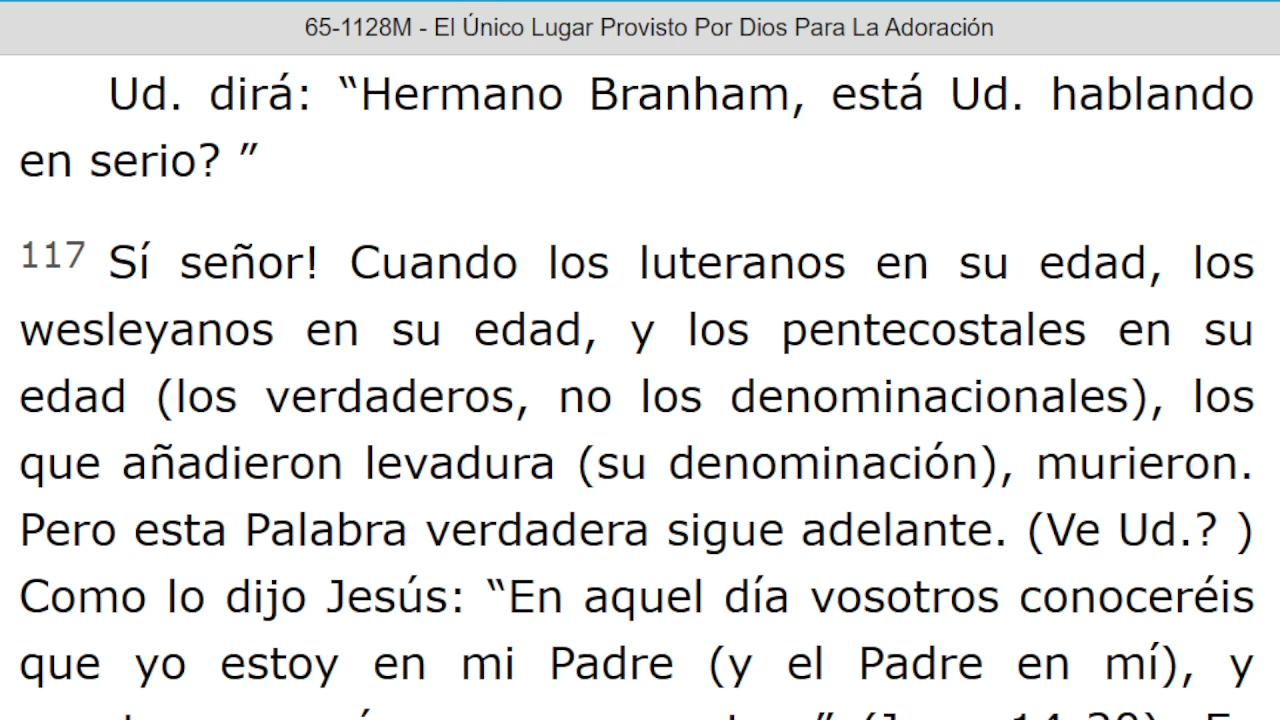 65-1128M - El Único Lugar Provisto Por Dios Para La Adoración
Ud. dirá: “Hermano Branham, está Ud. hablando
en serio? ”
117 Sí señor! Cuando los luteranos en su edad, los
wesleyanos en su edad, y los pentecostales en su
edad (los verdaderos, no los denominacionales), los
que añadieron levadura (su denominación), murieron.
Pero esta Palabra verdadera sigue adelante. (Ve Ud.? )
Como lo dijo Jesús: “En aquel día vosotros conoceréis
que yo estoy en mi Padre (y el Padre en mí), y